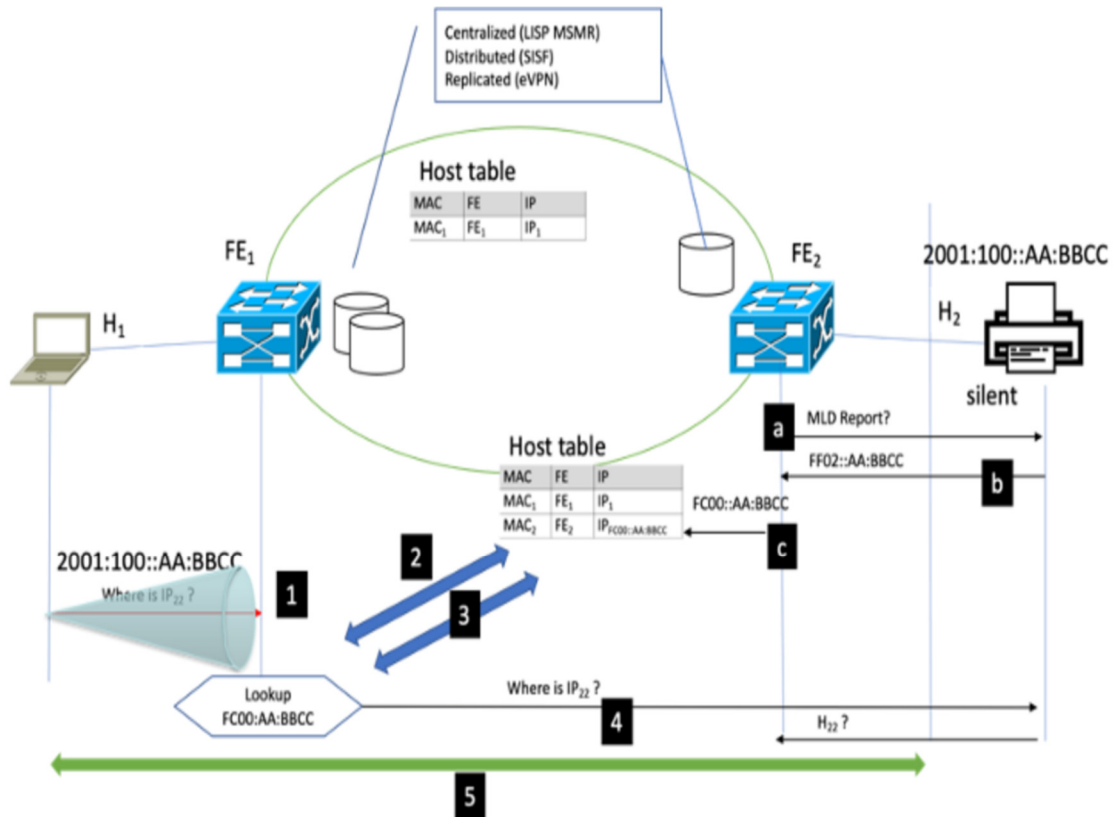 Centralized (LISP MSMR)
Distributed (SISF)
Replicated (eVPN)
Host table
MAC FE IP
MAC₁ FE₁ IP₁
FE₁
FE₂
2001:100::AA:BBCC
H₁
H₂
silent
a
MLD Report?
Host table
FF02::AA:BBCC
b
MAC FE IP
MAC₁ FE₁ IP₁
MAC₂ FE₂ IP_FC00::AA:BBCC
FC00::AA:BBCC
c
2001:100::AA:BBCC
Where is IP₂₂ ?
1
2
3
Lookup
FC00:AA:BBCC
Where is IP₂₂ ?
4
H₂₂ ?
5